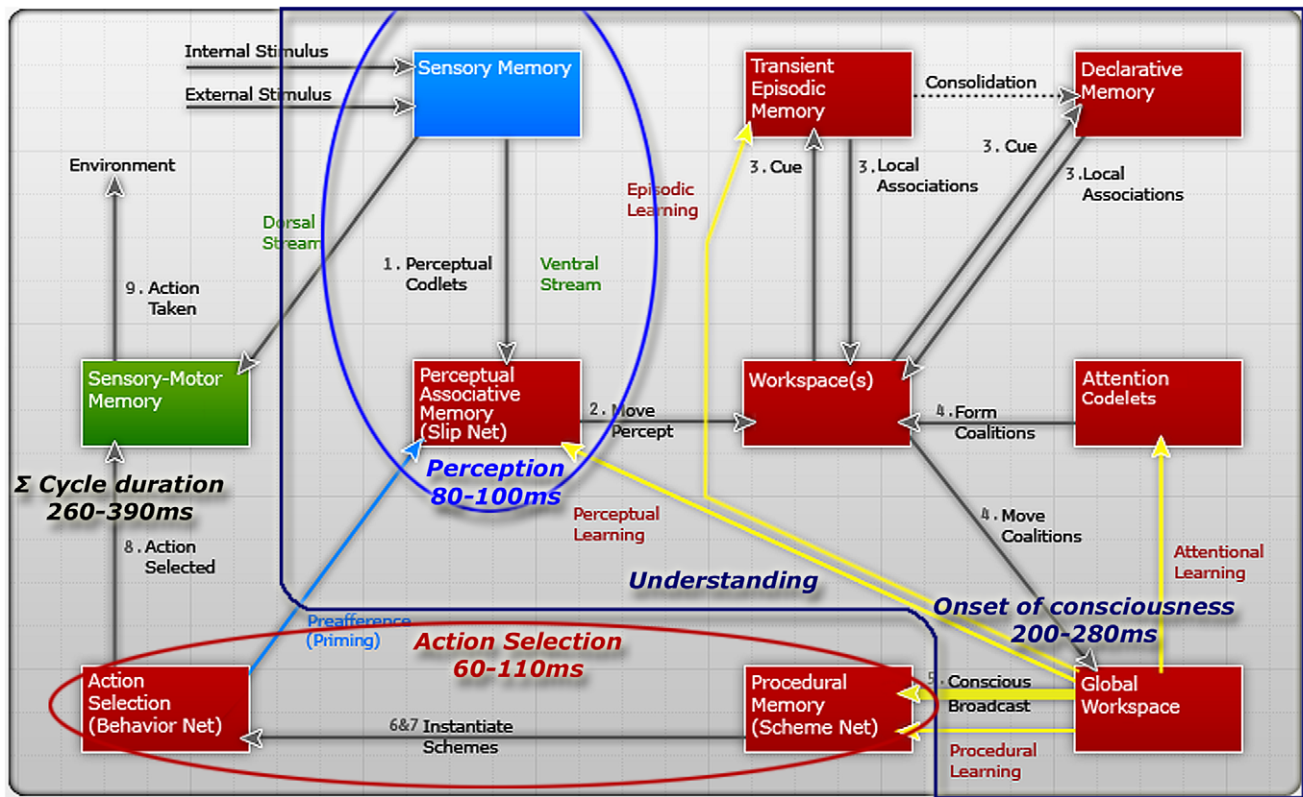 Internal Stimulus
External Stimulus
Sensory Memory
Transient
Episodic
Memory
Consolidation
Declarative
Memory
Environment
Dorsal
Stream
1. Perceptual
Codlets
Ventral
Stream
Episodic
Learning
3. Cue
3. Local
Associations
3. Cue
3. Local
Associations
9. Action
Taken
Sensory-Motor
Memory
Perceptual
Associative
Memory
(Slip Net)
2. Move
Percept
Workspace(s)
4. Form
Coalitions
Attention
Codelets
Σ Cycle duration
260-390ms
Perception
80-100ms
8. Action
Selected
Perceptual
Learning
4. Move
Coalitions
Attentional
Learning
Understanding
Onset of consciousness
200-280ms
Preafference
(Priming)
Action Selection
60-110ms
Action
Selection
(Behavior Net)
6&7 Instantiate
Schemes
Procedural
Memory
(Scheme Net)
5. Conscious
Broadcast
Global
Workspace
Procedural
Learning